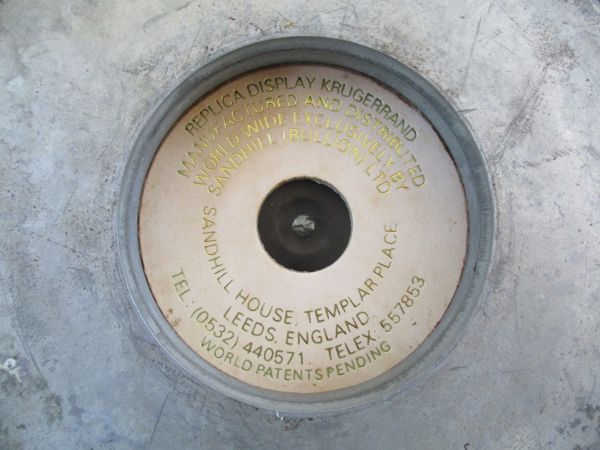 REPLICA DISPLAY KRUGERRAND
MANUFACTURED AND DISTRIBUTED
WORLD WIDE EXCLUSIVELY BY
SANDHILL (BULLION) LTD
SANDHILL HOUSE, TEMPLAR PLACE
LEEDS, ENGLAND.
TEL: (0532) 440571. TELEX: 557853
WORLD PATENTS PENDING